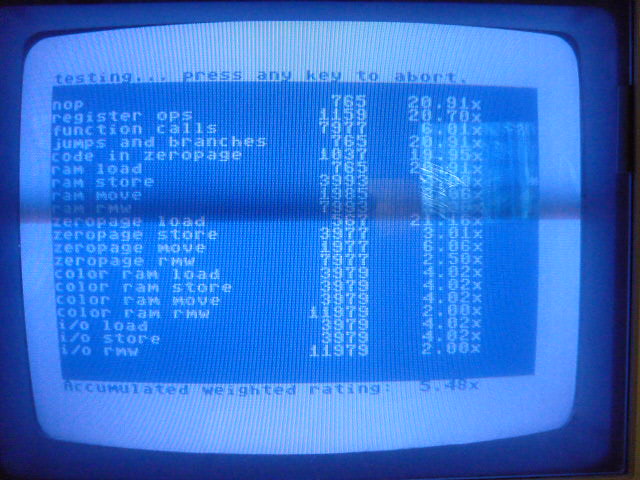 testing... press any key to abort.
nop 765 20.91x
register ops 1159 20.70x
function calls 7977 6.01x
jumps and branches 765 20.91x
code in zeropage 1037
ram load 765
ram store 3993
ram move
ram rmw
zeropage load
zeropage store 3977 3.01x
zeropage move 1977 6.06x
zeropage rmw 7977 2.50x
color ram load 3979 4.02x
color ram store 3979 4.02x
color ram move 3979 4.02x
color ram rmw 11979 2.00x
i/o load 3979 4.02x
i/o store 3979 4.02x
i/o rmw 11979 2.00x
Accumulated weighted rating: 5.48x